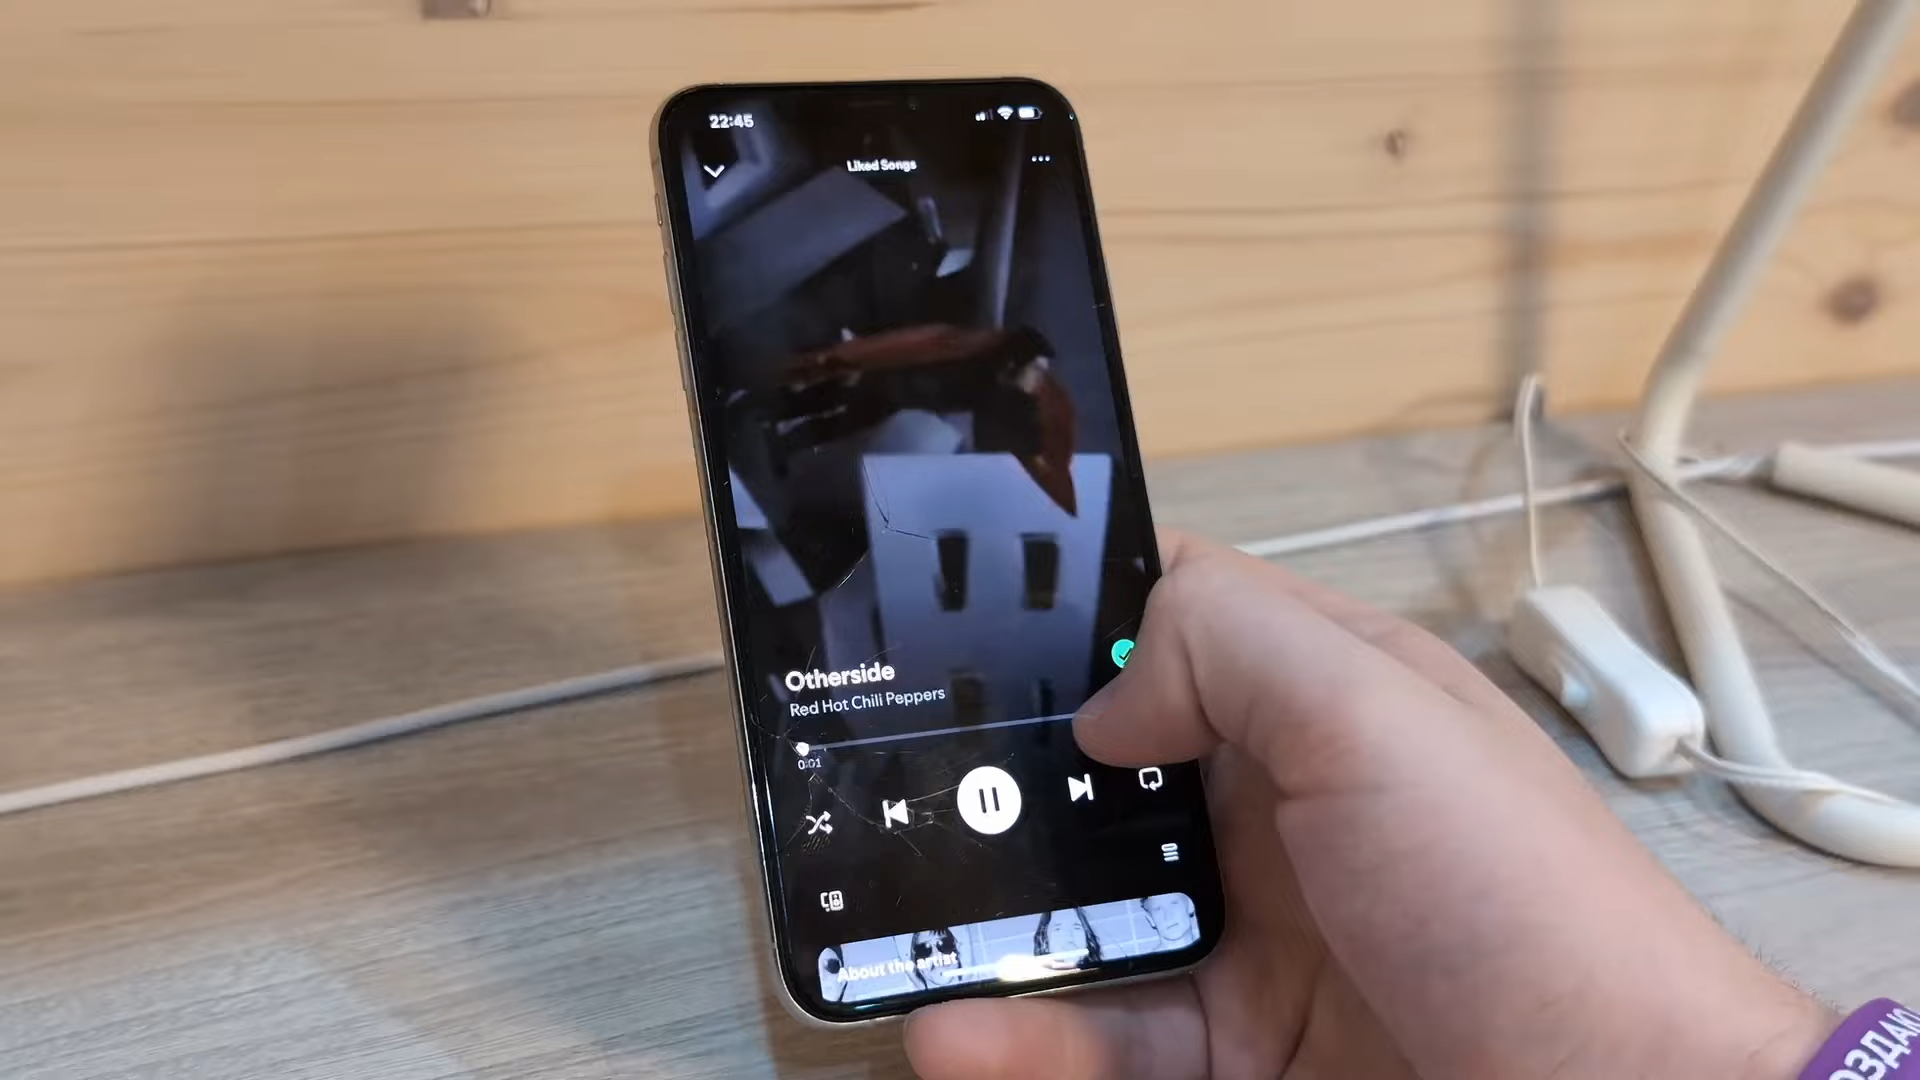 22:45
Liked Songs
Otherside
Red Hot Chili Peppers
0:01
About the artist